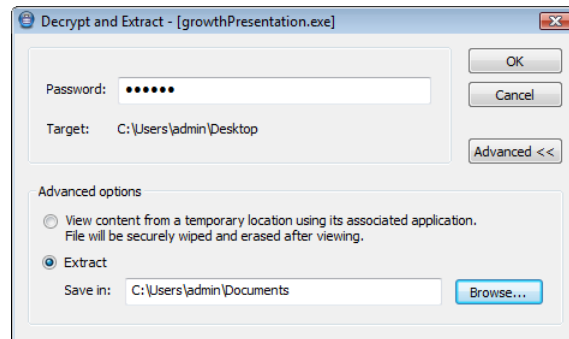 Decrypt and Extract - [growthPresentation.exe]
OK
Password: ••••••
Cancel
Target: C:\Users\admin\Desktop
Advanced <<
Advanced options
View content from a temporary location using its associated application.
File will be securely wiped and erased after viewing.
Extract
Save in: C:\Users\admin\Documents Browse...